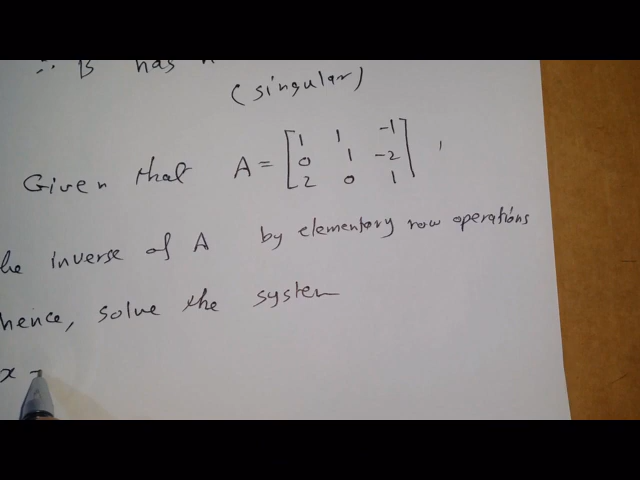 ∴ B has
(singular)
Given that A = [1 1 -1
0 1 -2
2 0 1] ,
he inverse of A by elementary row operations
hence, solve the system
x